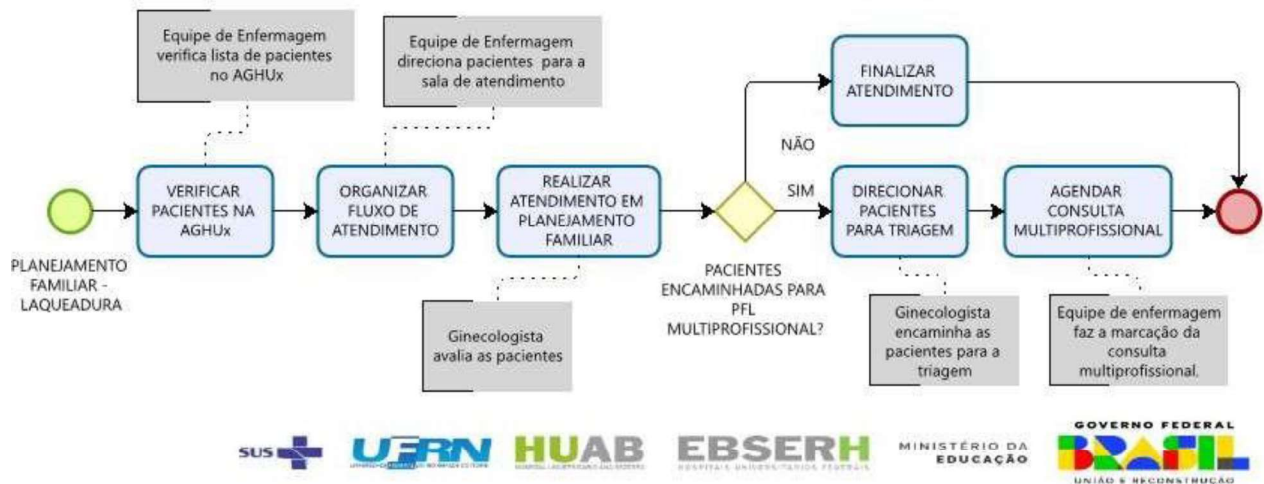 Equipe de Enfermagem
verifica lista de pacientes
no AGHUx
Equipe de Enfermagem
direciona pacientes para a
sala de atendimento
FINALIZAR
ATENDIMENTO
NÃO
SIM
VERIFICAR
PACIENTES NA
AGHUx
ORGANIZAR
FLUXO DE
ATENDIMENTO
REALIZAR
ATENDIMENTO EM
PLANEJAMENTO
FAMILIAR
DIRECIONAR
PACIENTES
PARA TRIAGEM
AGENDAR
CONSULTA
MULTIPROFISSIONAL
PLANEJAMENTO
FAMILIAR -
LAQUEADURA
PACIENTES
ENCAMINHADAS PARA
PFL
MULTIPROFISSIONAL?
Ginecologista
avalia as pacientes
Ginecologista
encaminha as
pacientes para a
triagem
Equipe de enfermagem
faz a marcação da
consulta
multiprofissional.
SUS
UFRN
HUAB
EBSERH
HOSPITAIS UNIVERSITÁRIOS FEDERAIS
MINISTÉRIO DA
EDUCAÇÃO
GOVERNO FEDERAL
BRASIL
UNIÃO E RECONSTRUÇÃO